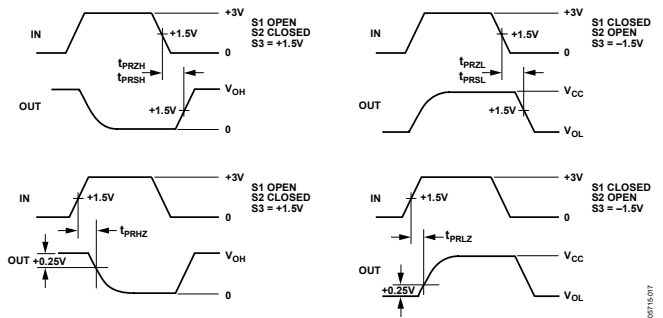 IN
+3V
+1.5V
0
S1 OPEN
S2 CLOSED
S3 = +1.5V
tPRZH
tPRSH
OUT
+1.5V
VOH
0
IN
+3V
+1.5V
0
S1 CLOSED
S2 OPEN
S3 = –1.5V
tPRZL
tPRSL
OUT
+1.5V
VCC
VOL
IN
+3V
+1.5V
0
S1 OPEN
S2 CLOSED
S3 = +1.5V
tPRHZ
OUT
+0.25V
VOH
0
IN
+3V
+1.5V
0
S1 CLOSED
S2 OPEN
S3 = –1.5V
tPRLZ
OUT
+0.25V
VCC
VOL
05715-017